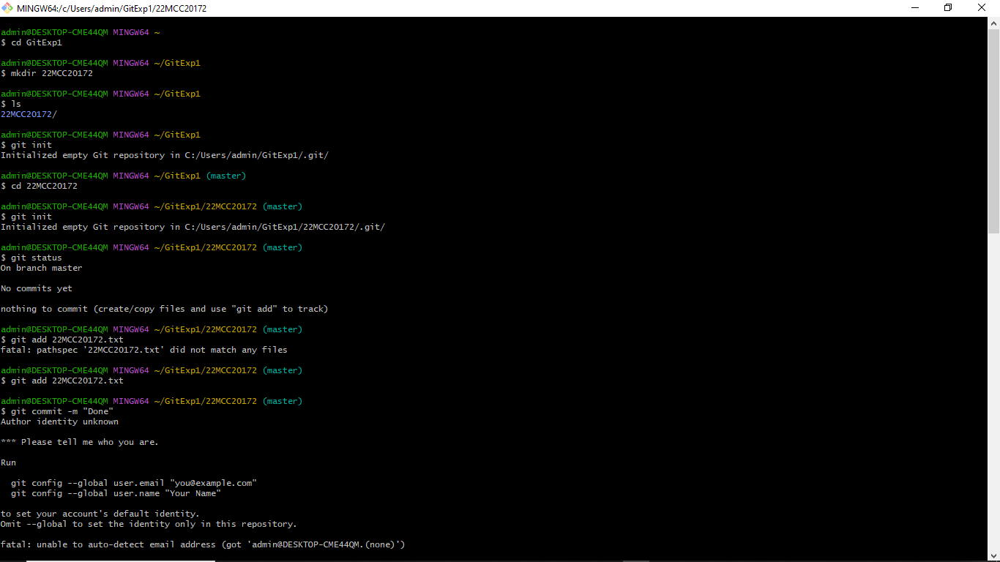 MINGW64:/c/Users/admin/GitExp1/22MCC20172
admin@DESKTOP-CME44QM MINGW64 ~
$ cd GitExp1
admin@DESKTOP-CME44QM MINGW64 ~/GitExp1
$ mkdir 22MCC20172
admin@DESKTOP-CME44QM MINGW64 ~/GitExp1
$ ls
22MCC20172/
admin@DESKTOP-CME44QM MINGW64 ~/GitExp1
$ git init
Initialized empty Git repository in C:/Users/admin/GitExp1/.git/
admin@DESKTOP-CME44QM MINGW64 ~/GitExp1 (master)
$ cd 22MCC20172
admin@DESKTOP-CME44QM MINGW64 ~/GitExp1/22MCC20172 (master)
$ git init
Initialized empty Git repository in C:/Users/admin/GitExp1/22MCC20172/.git/
admin@DESKTOP-CME44QM MINGW64 ~/GitExp1/22MCC20172 (master)
$ git status
On branch master
No commits yet
nothing to commit (create/copy files and use "git add" to track)
admin@DESKTOP-CME44QM MINGW64 ~/GitExp1/22MCC20172 (master)
$ git add 22MCC20172.txt
fatal: pathspec '22MCC20172.txt' did not match any files
admin@DESKTOP-CME44QM MINGW64 ~/GitExp1/22MCC20172 (master)
$ git add 22MCC20172.txt
admin@DESKTOP-CME44QM MINGW64 ~/GitExp1/22MCC20172 (master)
$ git commit -m "Done"
Author identity unknown
*** Please tell me who you are.
Run
git config --global user.email "you@example.com"
git config --global user.name "Your Name"
to set your account's default identity.
Omit --global to set the identity only in this repository.
fatal: unable to auto-detect email address (got 'admin@DESKTOP-CME44QM.(none)')